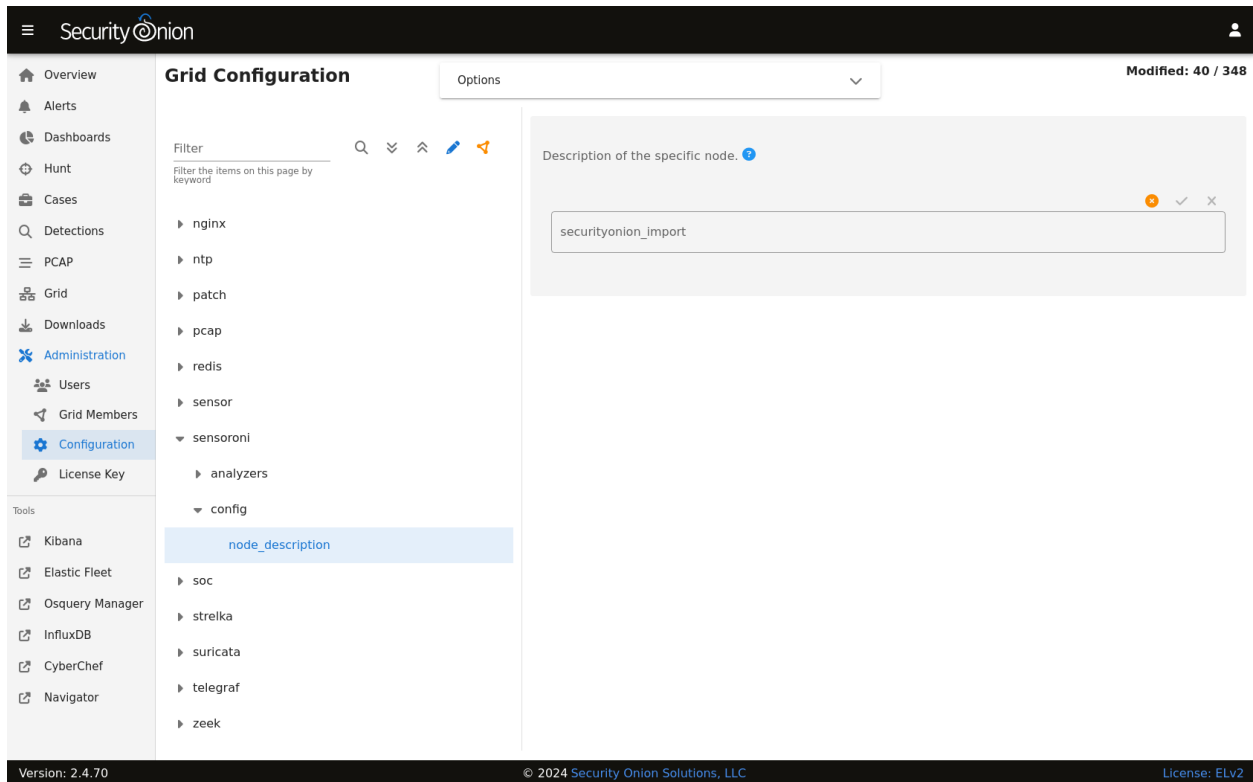 Security Onion
Overview
Alerts
Dashboards
Hunt
Cases
Detections
PCAP
Grid
Downloads
Administration
Users
Grid Members
Configuration
License Key
Tools
Kibana
Elastic Fleet
Osquery Manager
InfluxDB
CyberChef
Navigator
Grid Configuration
Options
Modified: 40 / 348
Filter
Filter the items on this page by
keyword
nginx
ntp
patch
pcap
redis
sensor
sensoroni
analyzers
config
node_description
soc
strelka
suricata
telegraf
zeek
Description of the specific node. ?
securityonion_import
Version: 2.4.70
© 2024 Security Onion Solutions, LLC
License: ELv2